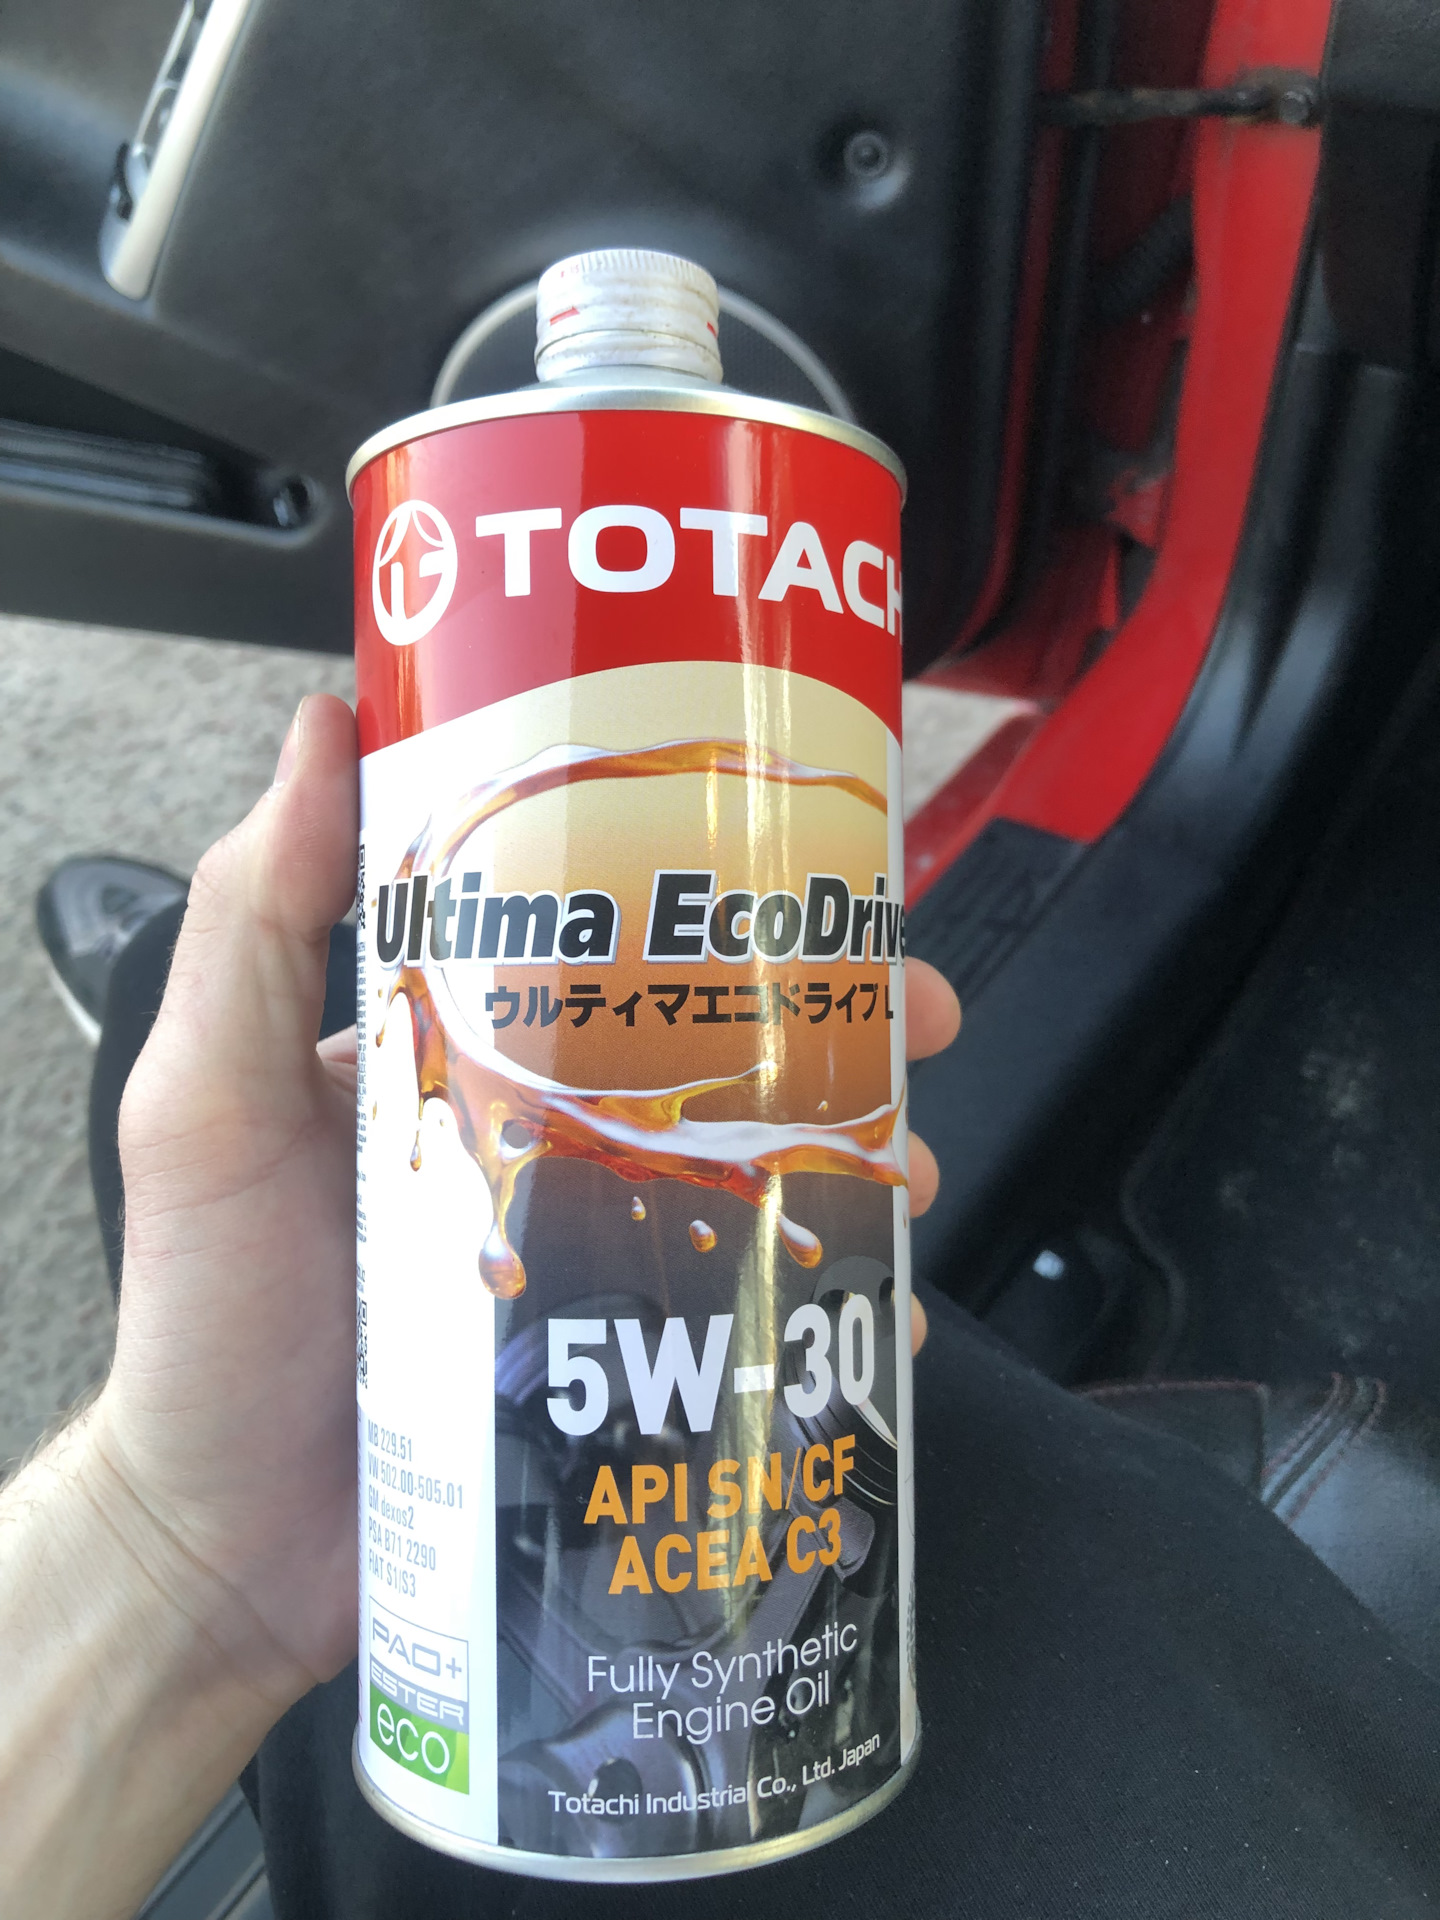 TOTACH
Ultima EcoDrive
ウルティマエコドライブ L
5W-30
API SN/CF
ACEA C3
MB 229.51
VW 502.00-505.01
GM dexos2
PSA B71 2290
FIAT S1/S3
PAO+
ESTER
eco
Fully Synthetic
Engine Oil
Totachi Industrial Co., Ltd. Japan